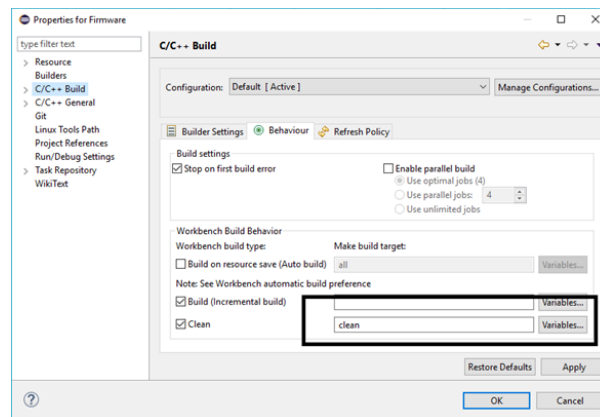 Properties for Firmware
type filter text
C/C++ Build
Resource
Builders
C/C++ Build
C/C++ General
Git
Linux Tools Path
Project References
Run/Debug Settings
Task Repository
WikiText
Configuration: Default [ Active ] Manage Configurations...
Builder Settings Behaviour Refresh Policy
Build settings
Stop on first build error Enable parallel build
Use optimal jobs (4)
Use parallel jobs: 4
Use unlimited jobs
Workbench Build Behavior
Workbench build type: Make build target:
Build on resource save (Auto build) all Variables...
Note: See Workbench automatic build preference
Build (Incremental build) Variables...
Clean clean Variables...
Restore Defaults Apply
OK Cancel